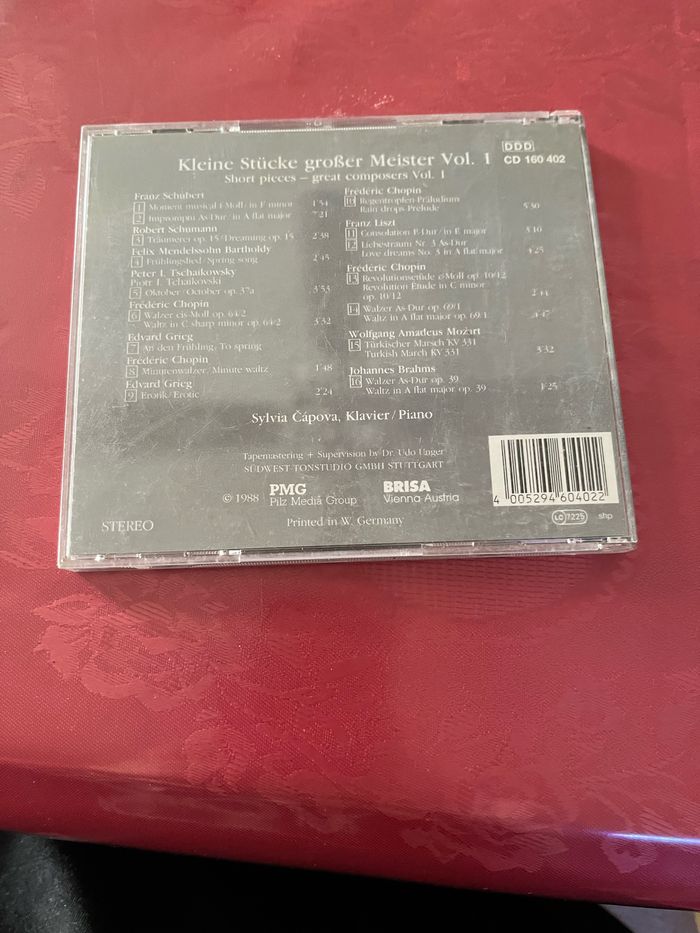 Kleine Stücke großer Meister Vol. 1
Short pieces – great composers Vol. 1
DDD
CD 160 402
Franz Schubert
1 Moment musical f-Moll/in F minor 1'54
2 Impromptu As-Dur/in A flat major 7'21
Robert Schumann
3 Träumerei op. 15/Dreaming op. 15 2'38
Felix Mendelssohn Bartholdy
4 Frühlingslied/Spring song 2'45
Peter I. Tschaikowsky
Piotr I. Tchaikovski
5 Oktober/October op. 37a 3'53
Frédéric Chopin
6 Walzer cis-Moll op. 64/2
Waltz in C sharp minor op. 64/2 3'32
Edvard Grieg
7 An den Frühling, To spring
Frédéric Chopin
8 Minutenwalzer, Minute waltz 1'48
Edvard Grieg
9 Erotik/Erotic 2'24
Frédéric Chopin
10 Regentropfen-Präludium
Rain drops Prelude 5'30
Franz Liszt
11 Consolation E-Dur/in E major
12 Liebestraum Nr. 3 As-Dur
Love dreams No. 3 in A flat major 4'25
Frédéric Chopin
13 Revolutionsetüde c-Moll op. 10/12
Revolution Etude in C minor
op. 10/12
14 Walzer As-Dur op. 69/1
Waltz in A flat major op. 69/1
Wolfgang Amadeus Mozart
15 Türkischer Marsch KV 331
Turkish March KV 331 3'32
Johannes Brahms
16 Walzer As-Dur op. 39
Waltz in A flat major op. 39 1'25
Sylvia Čápova, Klavier/Piano
Tapemastering + Supervision by Dr. Udo Unger
SÜDWEST-TONSTUDIO GMBH STUTTGART
© 1988 PMG
Pilz Media Group
BRISA
Vienna Austria
STEREO
Printed in W. Germany
4 005294 604022
LC 7225 shp